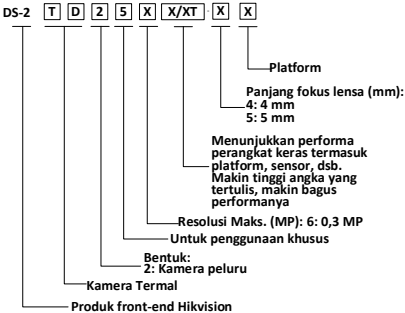 DS-2 T D 2 5 X X/XT - X X
Platform
Panjang fokus lensa (mm):
4: 4 mm
5: 5 mm
Menunjukkan performa
perangkat keras termasuk
platform, sensor, dsb.
Makin tinggi angka yang
tertulis, makin bagus
performanya
Resolusi Maks. (MP): 6: 0,3 MP
Untuk penggunaan khusus
Bentuk:
2: Kamera peluru
Kamera Termal
Produk front-end Hikvision